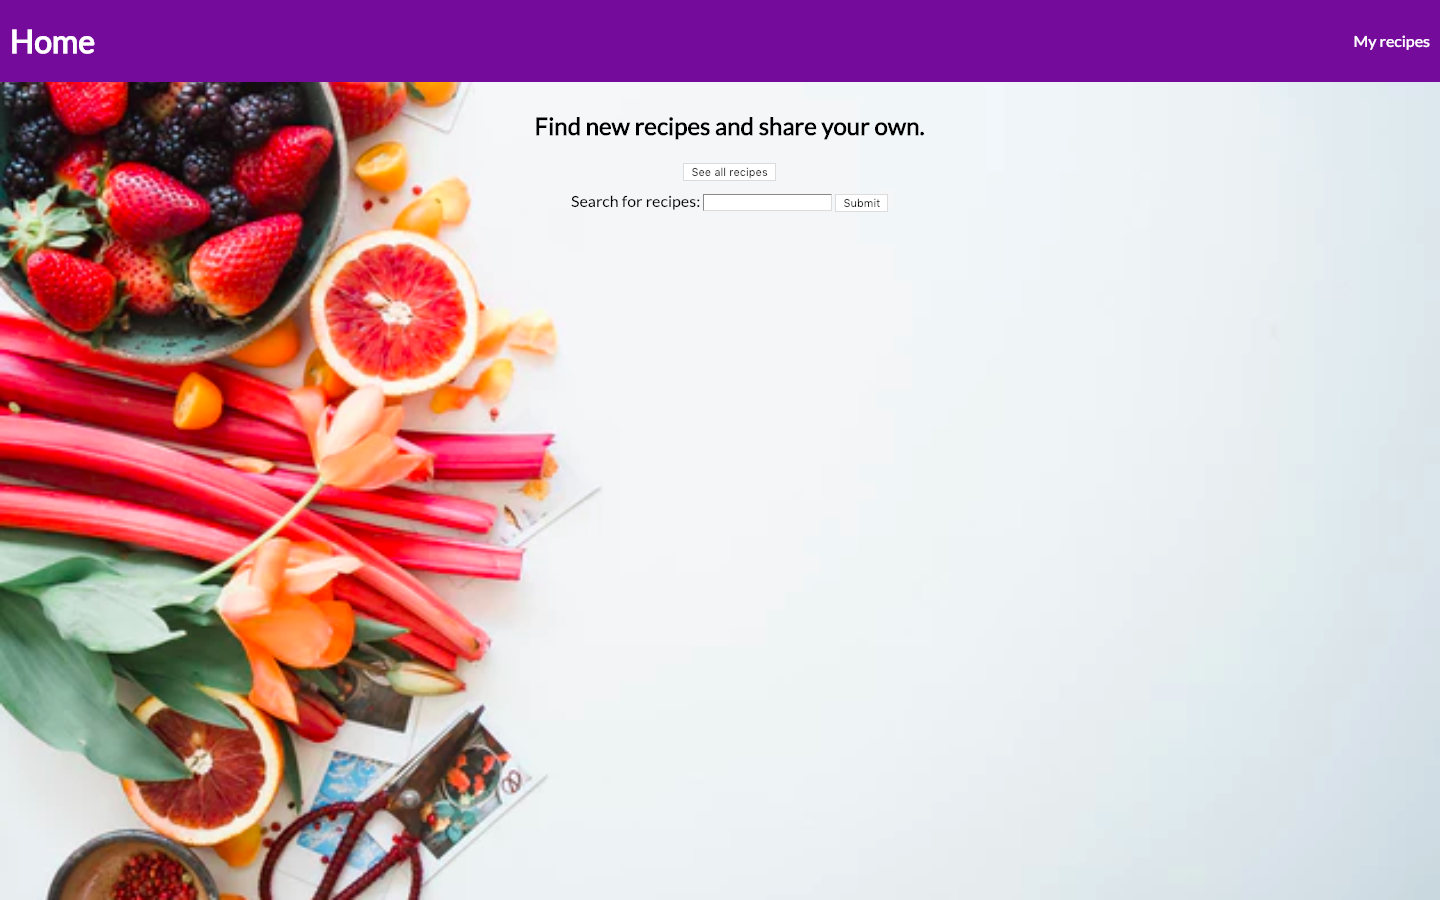 Home
My recipes
Find new recipes and share your own.
See all recipes
Search for recipes: Submit